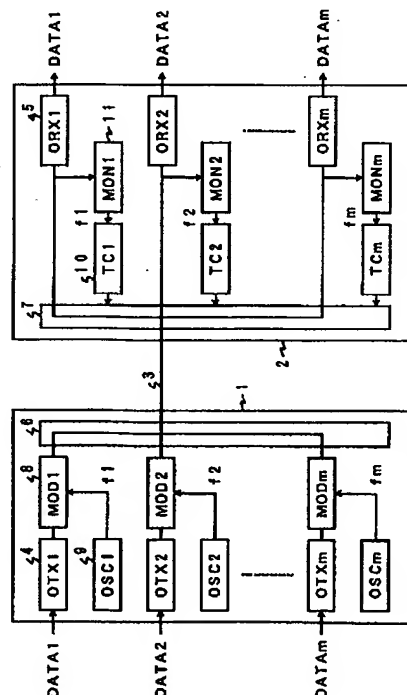 DATA1
4
OTX1
8
MOD1
6
9
OSC1
f1
DATA2
OTX2
MOD2
OSC2
f2
DATAm
OTXm
MODm
OSCm
fm
1
3
2
7
5
ORX1
DATA1
10
TC1
f1
MON1
11
ORX2
DATA2
TC2
f2
MON2
ORXm
DATAm
TCm
fm
MONm